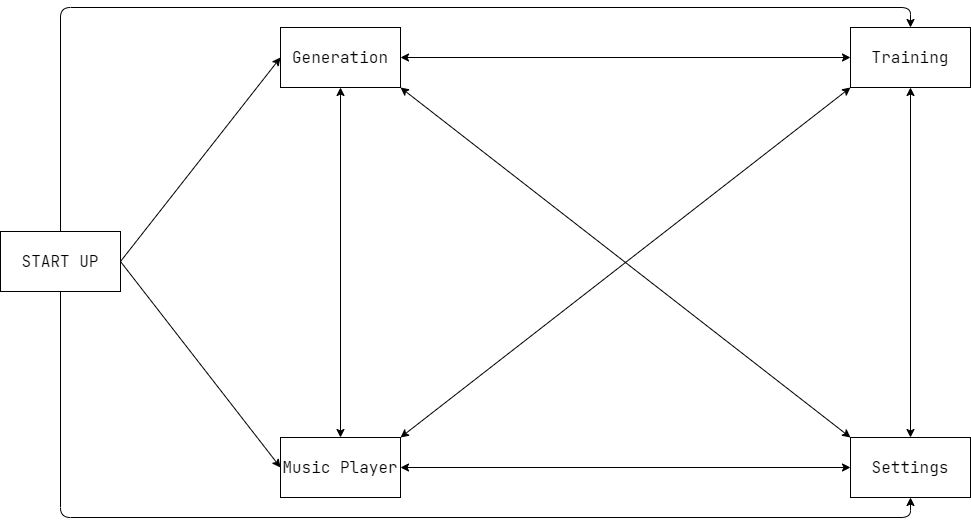 Generation
Training
START UP
Music Player
Settings